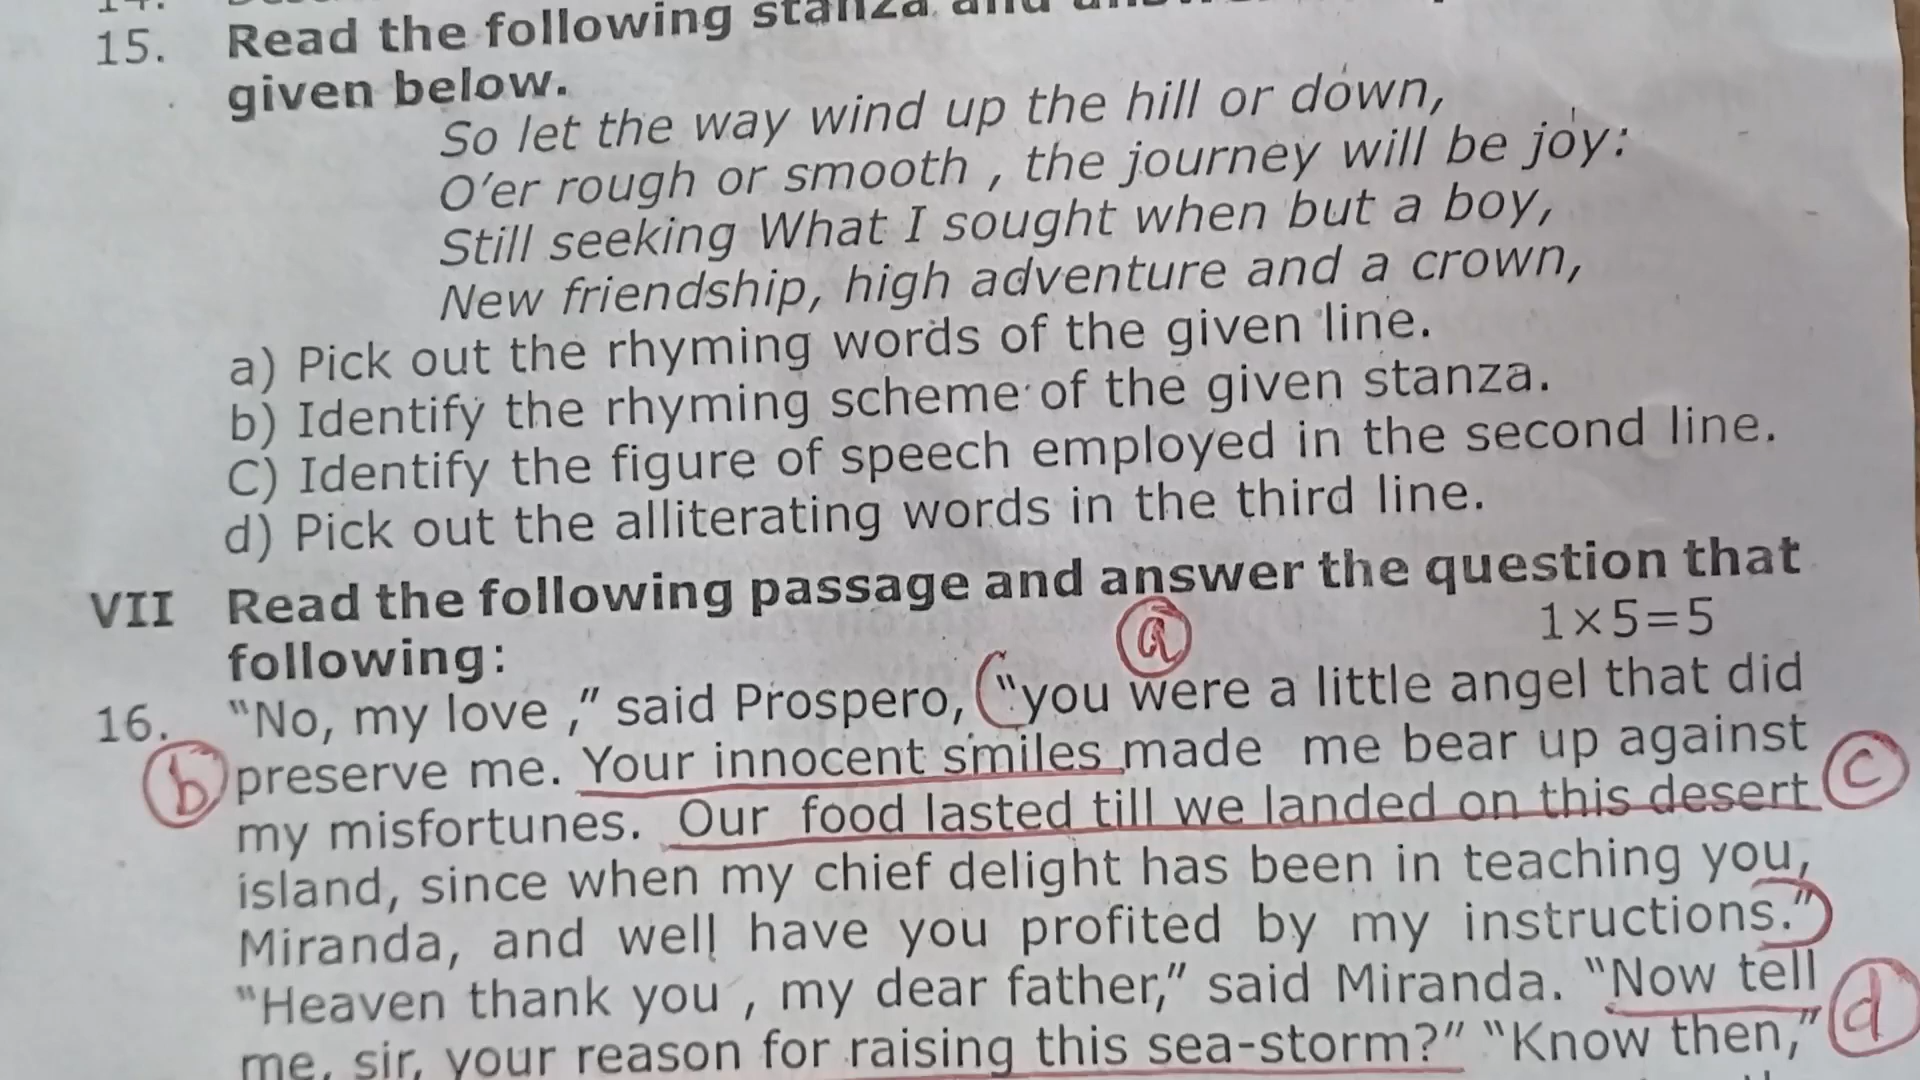 15. Read the following stanza and
given below.
So let the way wind up the hill or down,
O'er rough or smooth , the journey will be joy:
Still seeking What I sought when but a boy,
New friendship, high adventure and a crown,
a) Pick out the rhyming words of the given line.
b) Identify the rhyming scheme of the given stanza.
C) Identify the figure of speech employed in the second line.
d) Pick out the alliterating words in the third line.
VII Read the following passage and answer the question that
following: 1×5=5
a
16. "No, my love ," said Prospero, ("you were a little angel that did
b preserve me. Your innocent smiles made me bear up against
my misfortunes. Our food lasted till we landed on this desert c
island, since when my chief delight has been in teaching you,
Miranda, and well have you profited by my instructions.")
"Heaven thank you , my dear father," said Miranda. "Now tell
me, sir, your reason for raising this sea-storm?" "Know then," d